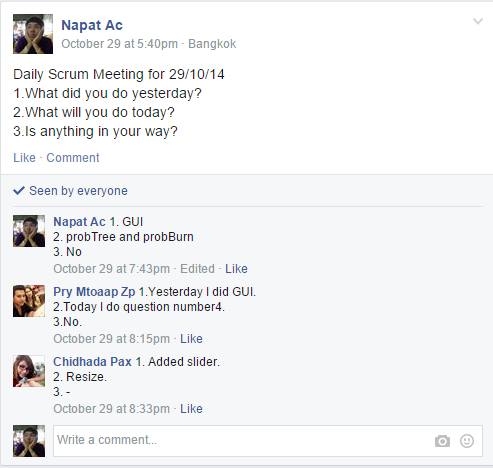 Napat Ac
October 29 at 5:40pm · Bangkok
Daily Scrum Meeting for 29/10/14
1.What did you do yesterday?
2.What will you do today?
3.Is anything in your way?
Like · Comment
Seen by everyone
Napat Ac 1. GUI
2. probTree and probBurn
3. No
October 29 at 7:43pm · Edited · Like
Pry Mtoaap Zp 1.Yesterday I did GUI.
2.Today I do question number4.
3.No.
October 29 at 8:15pm · Like
Chidhada Pax 1. Added slider.
2. Resize.
3. -
October 29 at 8:33pm · Like
Write a comment...